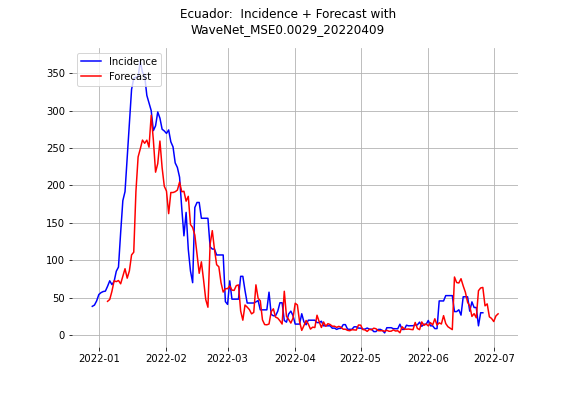 Ecuador:  Incidence + Forecast with
WaveNet_MSE0.0029_20220409
Incidence
Forecast
350
300
250
200
150
100
50
0
2022-01 2022-02 2022-03 2022-04 2022-05 2022-06 2022-07